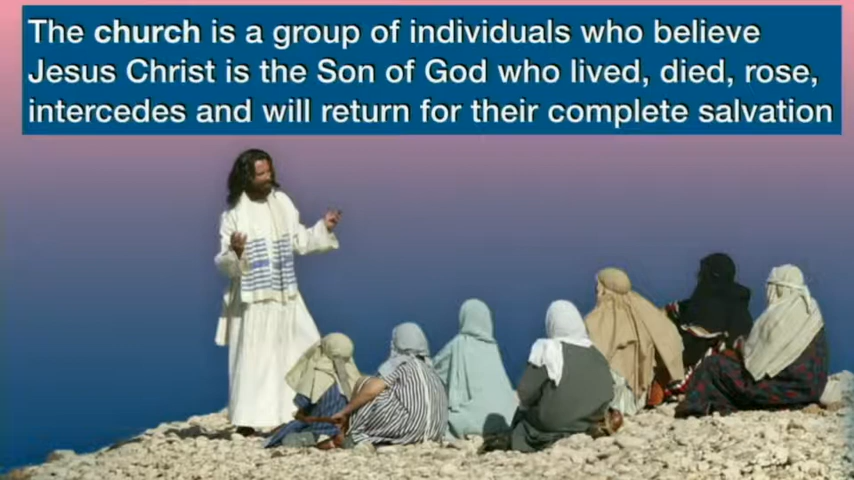 The church is a group of individuals who believe
Jesus Christ is the Son of God who lived, died, rose,
intercedes and will return for their complete salvation